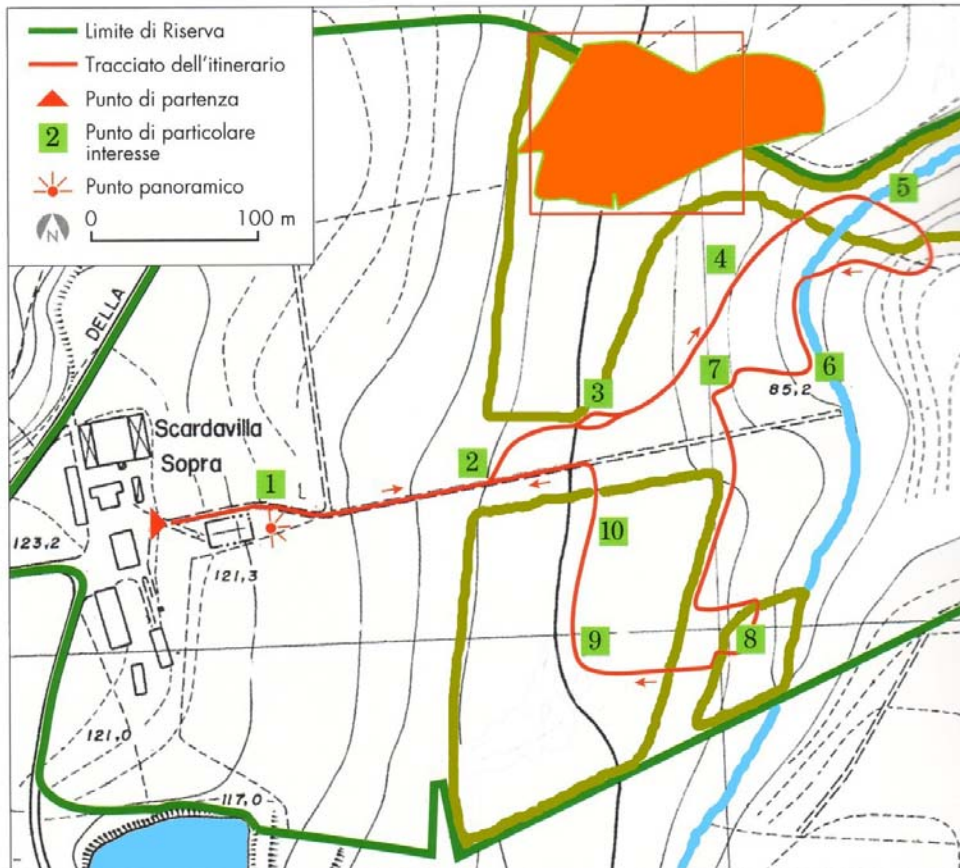 Limite di Riserva
Tracciato dell'itinerario
Punto di partenza
2
Punto di particolare
interesse
Punto panoramico
N
0 100 m
DELLA
Scardavilla
Sopra
1
2
3
4
5
6
7
8
9
10
85,2
123,2
121,3
121,0
117,0